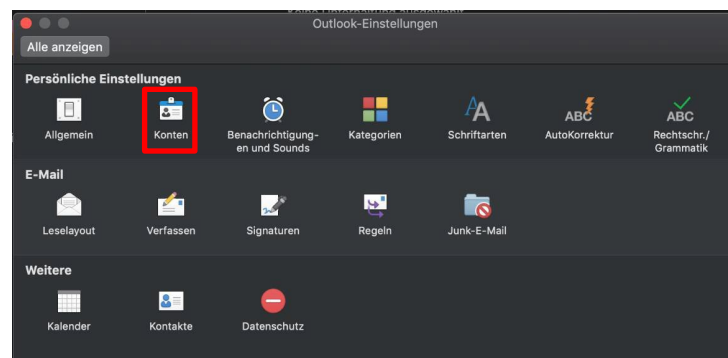 Outlook-Einstellungen
Alle anzeigen
Persönliche Einstellungen
Allgemein
Konten
Benachrichtigung-
en und Sounds
Kategorien
A A
Schriftarten
ABC
AutoKorrektur
ABC
Rechtschr./
Grammatik
E-Mail
Leselayout
Verfassen
Signaturen
Regeln
Junk-E-Mail
Weitere
Kalender
Kontakte
Datenschutz